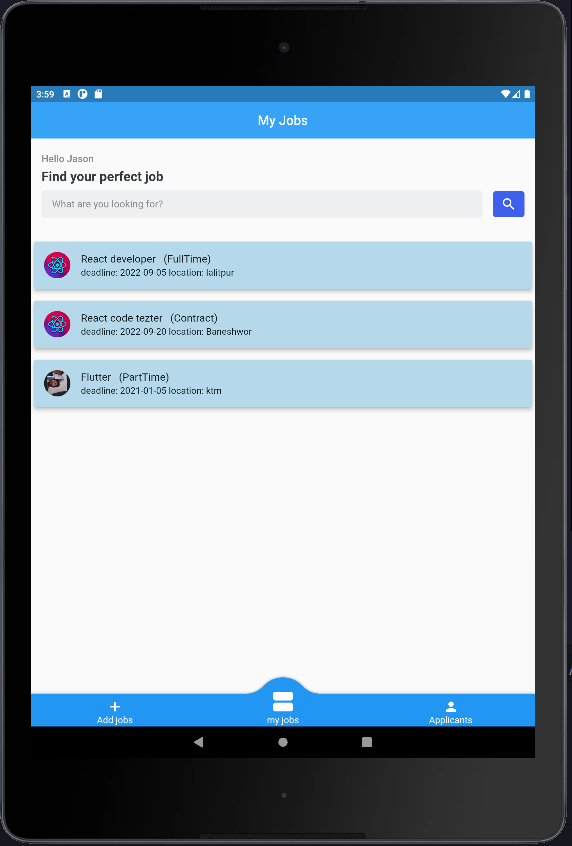 3:59
My Jobs
Hello Jason
Find your perfect job
What are you looking for?
React developer (FullTime)
deadline: 2022-09-05 location: lalitpur
React code tezter (Contract)
deadline: 2022-09-20 location: Baneshwor
Flutter (PartTime)
deadline: 2021-01-05 location: ktm
Add jobs
my jobs
Applicants